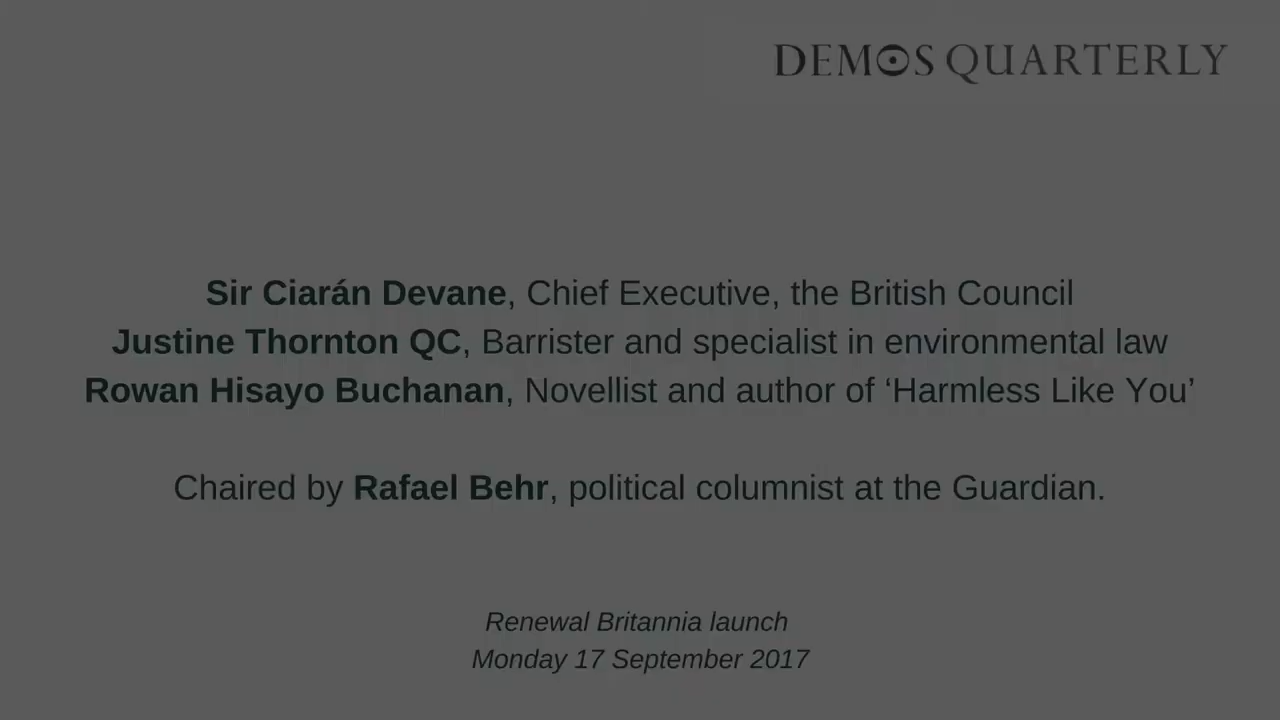 DEMOS QUARTERLY
Sir Ciarán Devane, Chief Executive, the British Council
Justine Thornton QC, Barrister and specialist in environmental law
Rowan Hisayo Buchanan, Novellist and author of ‘Harmless Like You’
Chaired by Rafael Behr, political columnist at the Guardian.
Renewal Britannia launch
Monday 17 September 2017